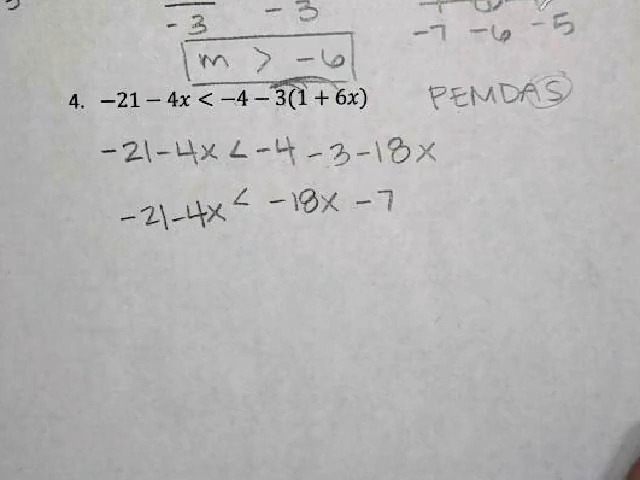 -3 -3
-7 -6 -5
m > -6
4. −21 − 4x < −4 − 3(1 + 6x) PEMDAS
-21-4x < -4 -3-18x
-21-4x < -18x -7